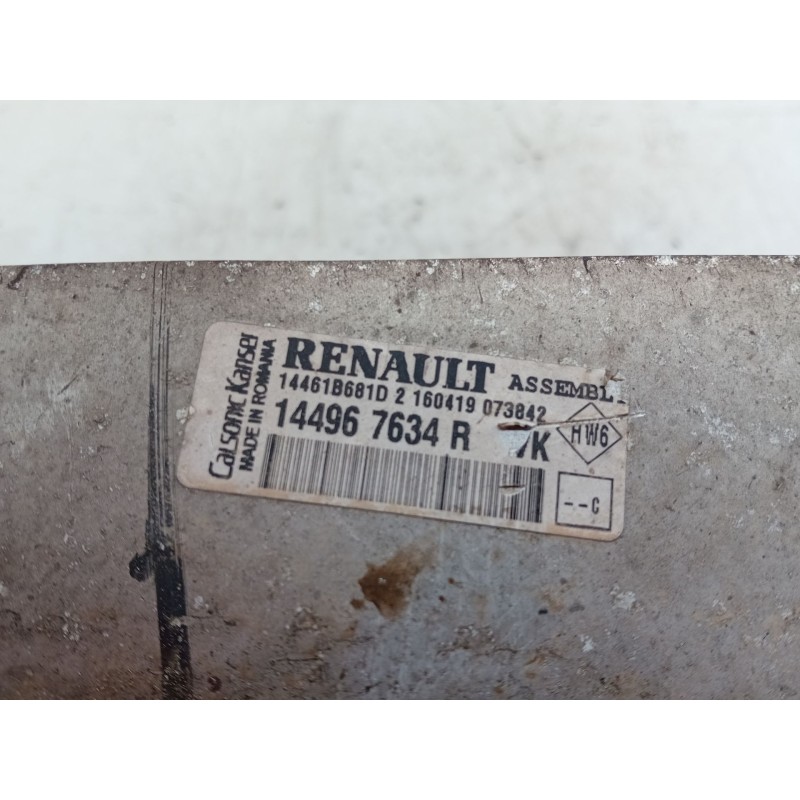 Calsonic Kansei
MADE IN ROMANIA
RENAULT ASSEMBL
14461B681D 2 160419 073842
14496 7634 R
K
HW6
--C